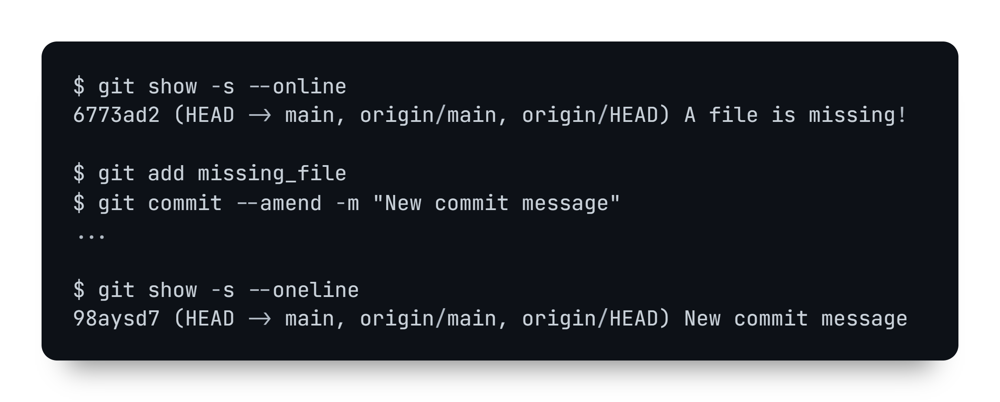 $ git show -s --online
6773ad2 (HEAD -> main, origin/main, origin/HEAD) A file is missing!
$ git add missing_file
$ git commit --amend -m "New commit message"
...
$ git show -s --oneline
98aysd7 (HEAD -> main, origin/main, origin/HEAD) New commit message